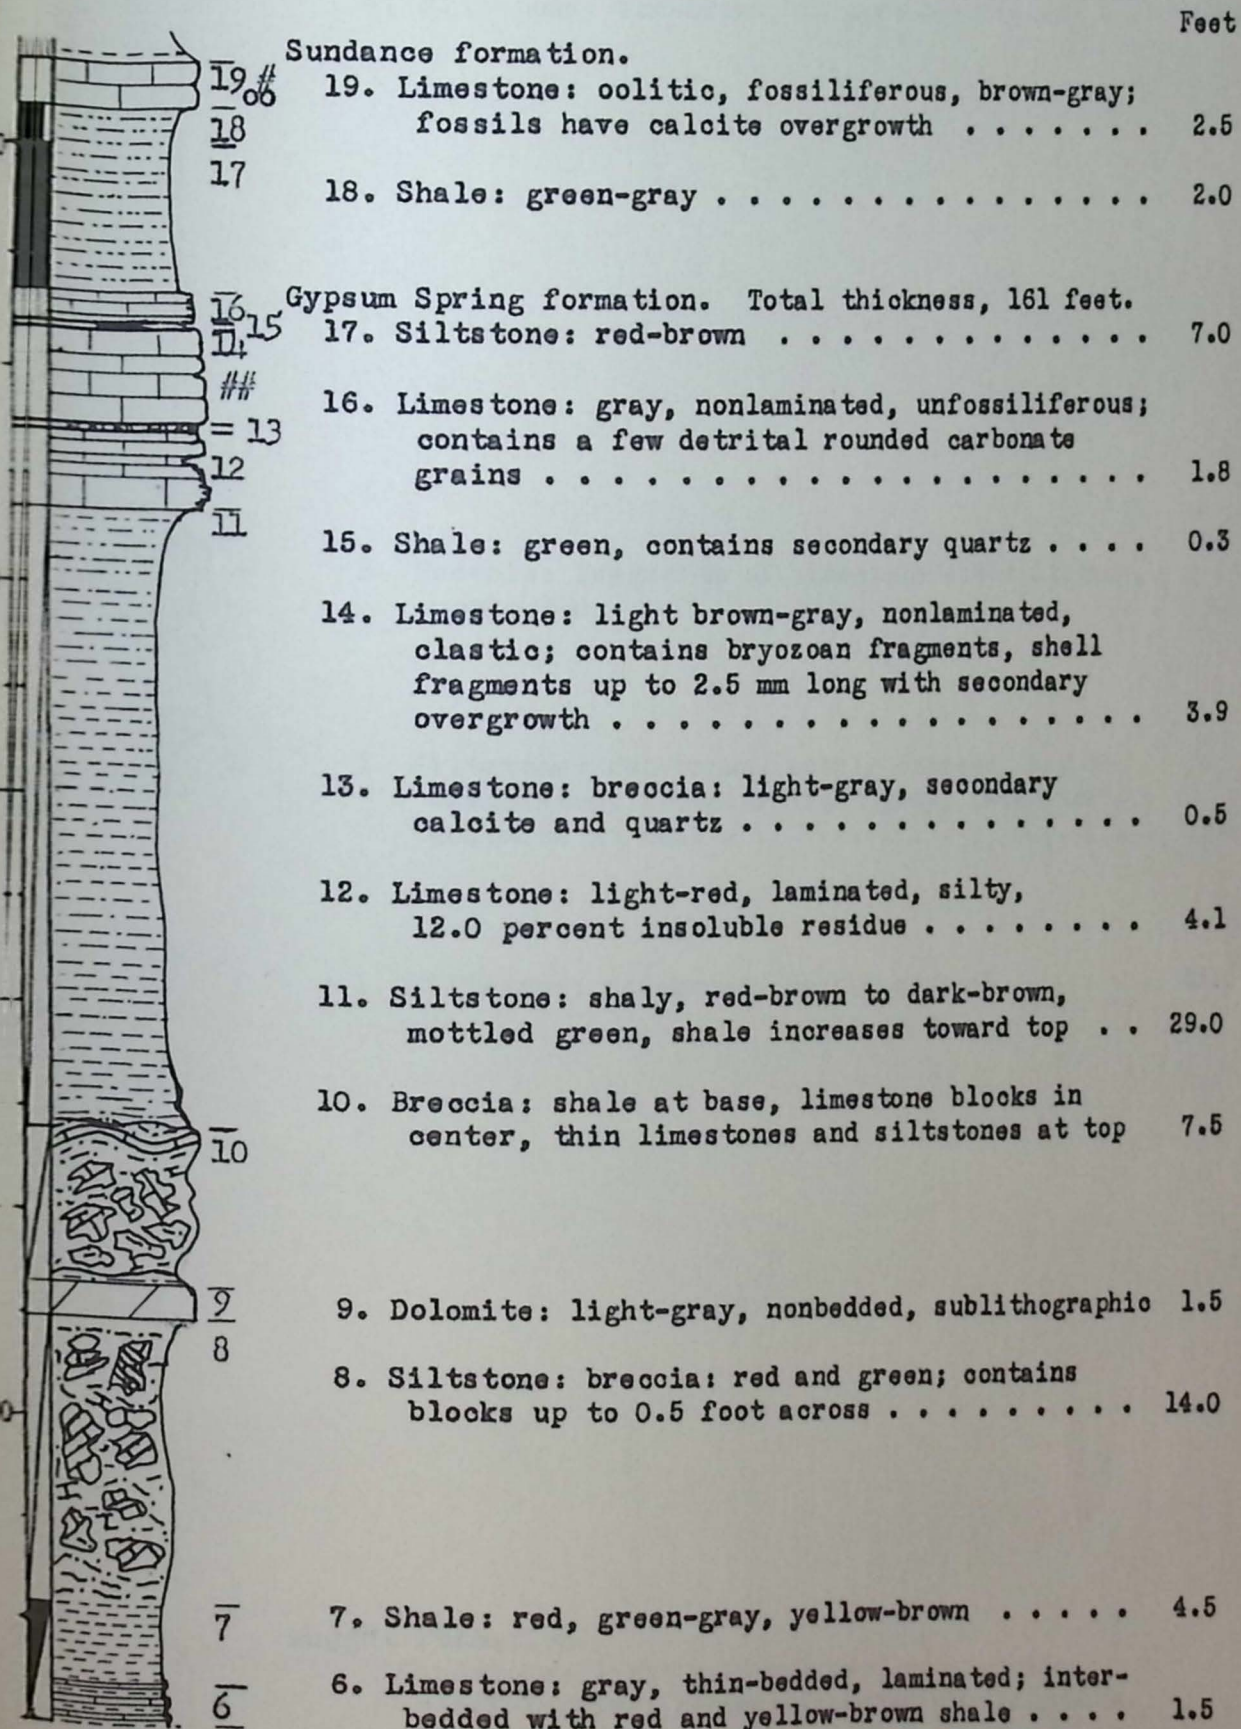 Feet
Sundance formation.
19. Limestone: oolitic, fossiliferous, brown-gray;
fossils have calcite overgrowth . . . . . . . 2.5
18. Shale: green-gray . . . . . . . . . . . . . . 2.0
Gypsum Spring formation. Total thickness, 161 feet.
17. Siltstone: red-brown . . . . . . . . . . . . 7.0
16. Limestone: gray, nonlaminated, unfossiliferous;
contains a few detrital rounded carbonate
grains . . . . . . . . . . . . . . . . . . . 1.8
15. Shale: green, contains secondary quartz . . . . 0.3
14. Limestone: light brown-gray, nonlaminated,
clastic; contains bryozoan fragments, shell
fragments up to 2.5 mm long with secondary
overgrowth . . . . . . . . . . . . . . . . . 3.9
13. Limestone: breccia: light-gray, secondary
calcite and quartz . . . . . . . . . . . . . 0.5
12. Limestone: light-red, laminated, silty,
12.0 percent insoluble residue . . . . . . . 4.1
11. Siltstone: shaly, red-brown to dark-brown,
mottled green, shale increases toward top . . 29.0
10. Breccia: shale at base, limestone blocks in
center, thin limestones and siltstones at top 7.5
9. Dolomite: light-gray, nonbedded, sublithographic 1.5
8. Siltstone: breccia: red and green; contains
blocks up to 0.5 foot across . . . . . . . . 14.0
7. Shale: red, green-gray, yellow-brown . . . . . 4.5
6. Limestone: gray, thin-bedded, laminated; inter-
bedded with red and yellow-brown shale . . . . 1.5
19 #
18
17
16
15
14
##
= 13
12
11
10
9
8
7
6